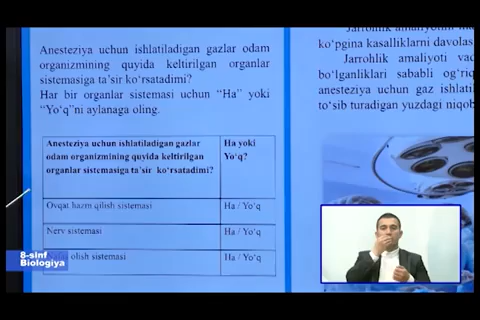 Anesteziya uchun ishlatiladigan gazlar odam
organizmining quyida keltirilgan organlar
sistemasiga ta'sir ko'rsatadimi?
Har bir organlar sistemasi uchun "Ha" yoki
"Yo'q"ni aylanaga oling.
Anesteziya uchun ishlatiladigan gazlar
odam organizmining quyida keltirilgan
organlar sistemasiga ta'sir ko'rsatadimi?
Ha yoki
Yo'q?
Ovqat hazm qilish sistemasi
Ha / Yo'q
Nerv sistemasi
Ha / Yo'q
olish sistemasi
Ha / Yo'q
Jarrohlik amaliyotini
ko'pgina kasalliklarni davolas
Jarrohlik amaliyoti vaq
bo'lganliklari sababli og'riq
anesteziya uchun gaz ishlati
to'sib turadigan yuzdagi niqob
8-sinf
Biologiya